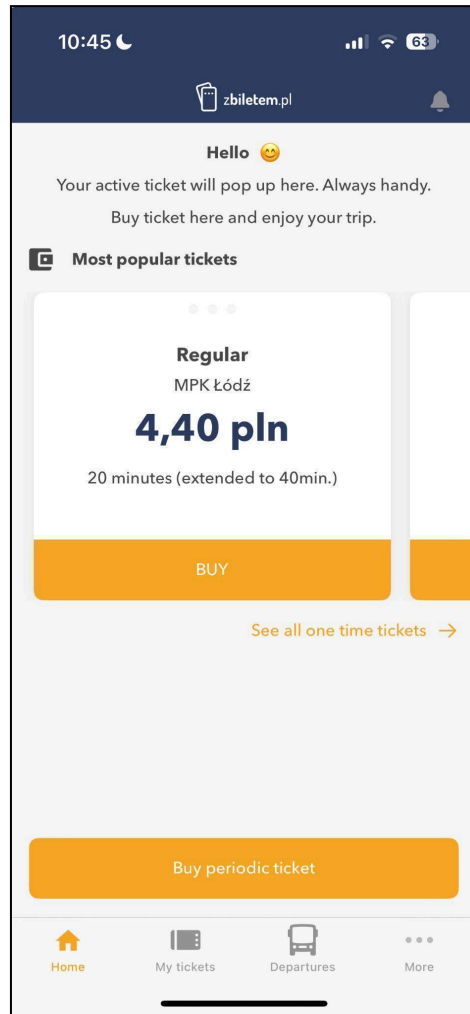 10:45
63
zbiletem.pl
Hello 😊
Your active ticket will pop up here. Always handy.
Buy ticket here and enjoy your trip.
Most popular tickets
Regular
MPK Łódź
4,40 pln
20 minutes (extended to 40min.)
BUY
See all one time tickets →
Buy periodic ticket
Home
My tickets
Departures
More